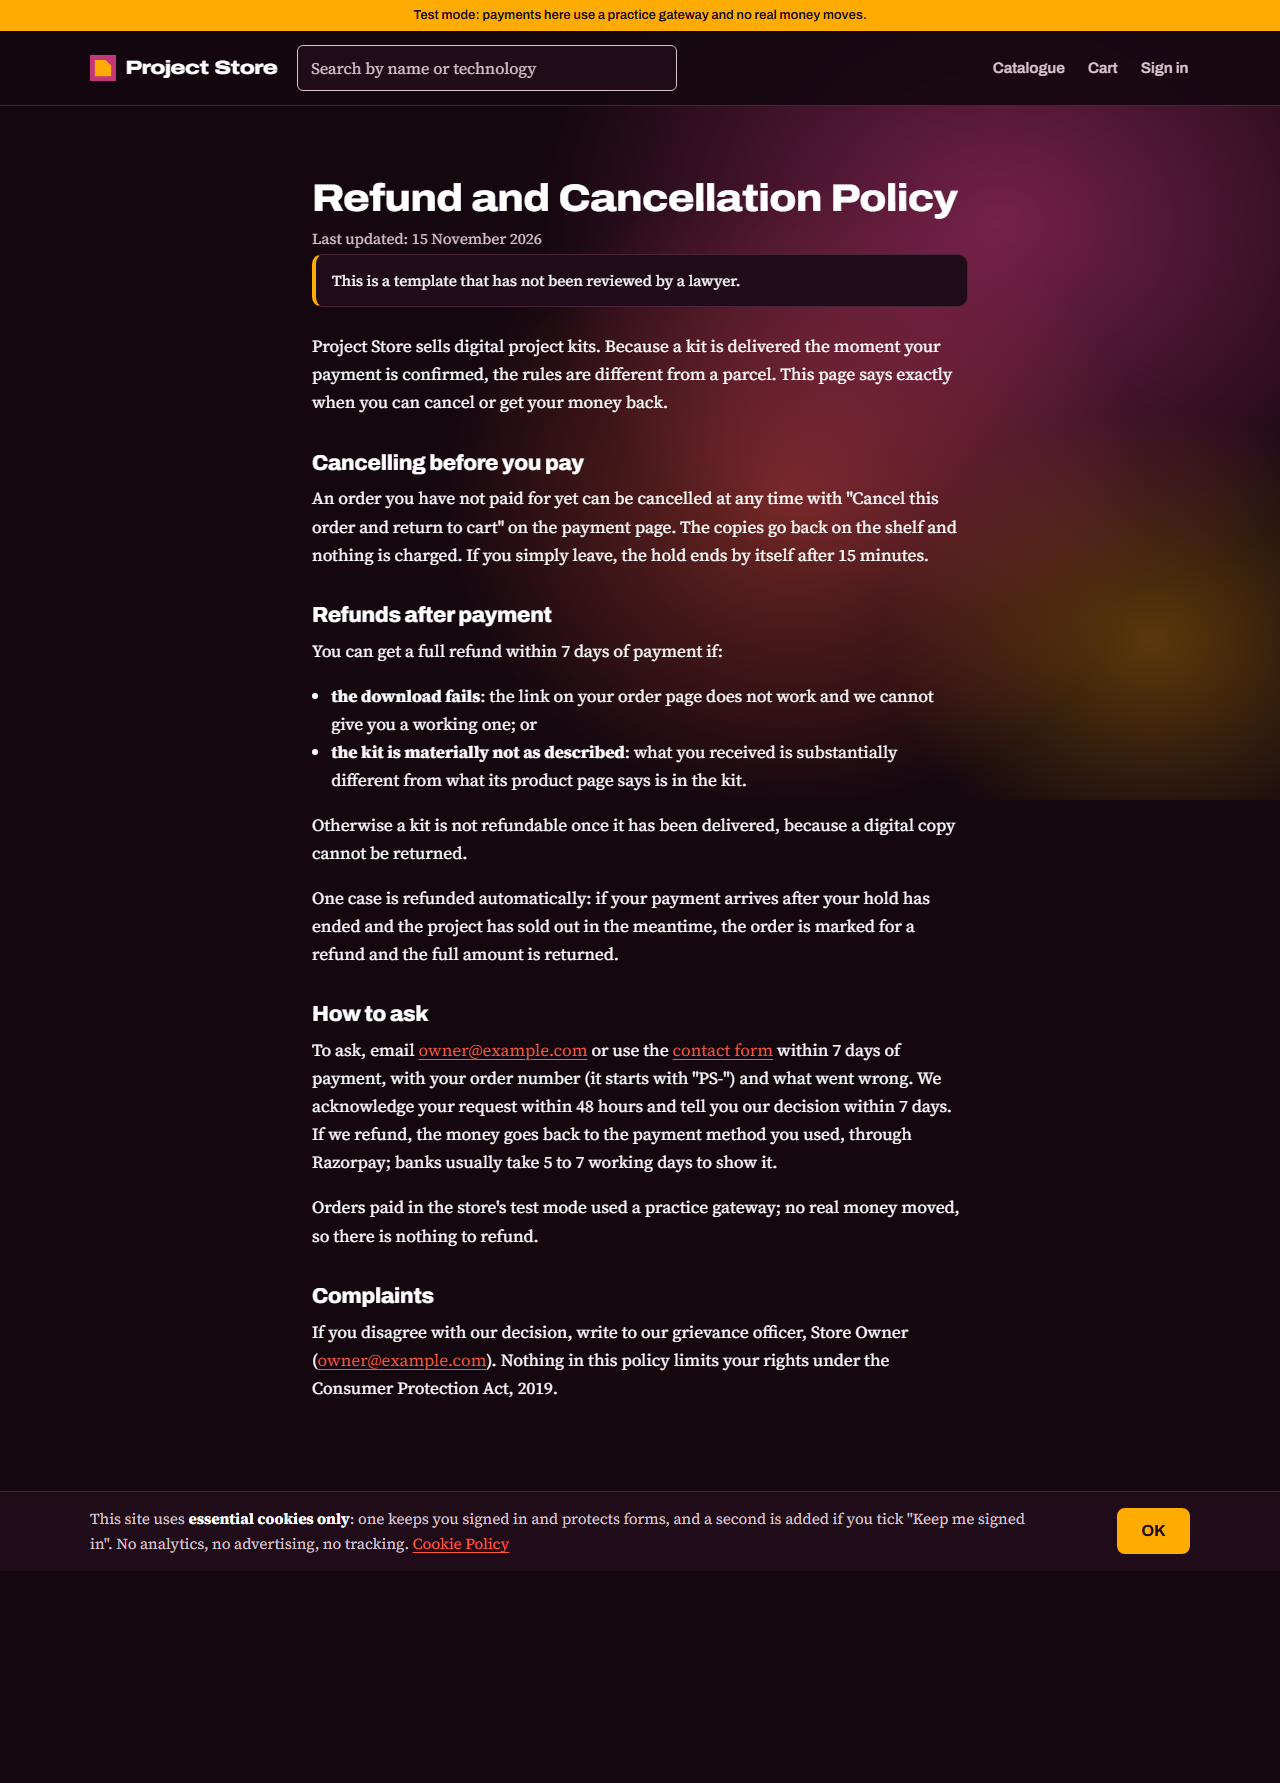 Test mode: payments here use a practice gateway and no real money moves.
Project Store
Search by name or technology
Catalogue
Cart
Sign in
Refund and Cancellation Policy
Last updated: 15 November 2026
This is a template that has not been reviewed by a lawyer.
Project Store sells digital project kits. Because a kit is delivered the moment your
payment is confirmed, the rules are different from a parcel. This page says exactly
when you can cancel or get your money back.
Cancelling before you pay
An order you have not paid for yet can be cancelled at any time with "Cancel this
order and return to cart" on the payment page. The copies go back on the shelf and
nothing is charged. If you simply leave, the hold ends by itself after 15 minutes.
Refunds after payment
You can get a full refund within 7 days of payment if:
• the download fails: the link on your order page does not work and we cannot
give you a working one; or
• the kit is materially not as described: what you received is substantially
different from what its product page says is in the kit.
Otherwise a kit is not refundable once it has been delivered, because a digital copy
cannot be returned.
One case is refunded automatically: if your payment arrives after your hold has
ended and the project has sold out in the meantime, the order is marked for a
refund and the full amount is returned.
How to ask
To ask, email owner@example.com or use the contact form within 7 days of
payment, with your order number (it starts with "PS-") and what went wrong. We
acknowledge your request within 48 hours and tell you our decision within 7 days.
If we refund, the money goes back to the payment method you used, through
Razorpay; banks usually take 5 to 7 working days to show it.
Orders paid in the store's test mode used a practice gateway; no real money moved,
so there is nothing to refund.
Complaints
If you disagree with our decision, write to our grievance officer, Store Owner
(owner@example.com). Nothing in this policy limits your rights under the
Consumer Protection Act, 2019.
This site uses essential cookies only: one keeps you signed in and protects forms, and a second is added if you tick "Keep me signed
in". No analytics, no advertising, no tracking. Cookie Policy
OK